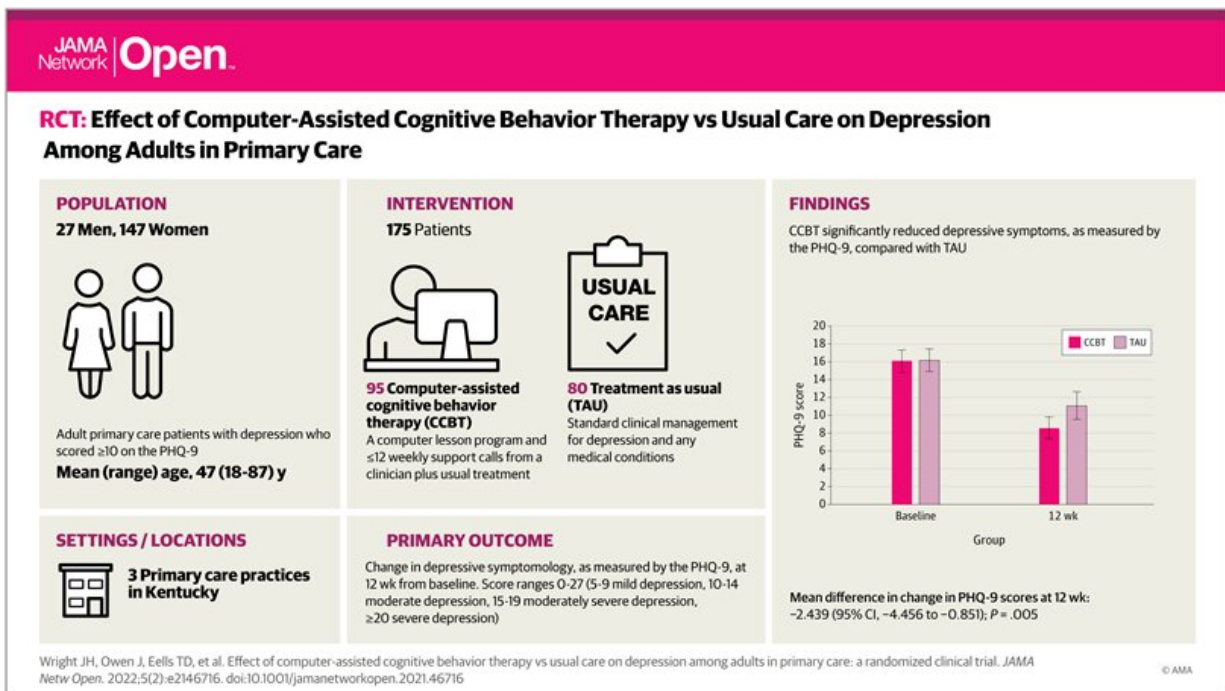 JAMA
Network
Open™
RCT: Effect of Computer-Assisted Cognitive Behavior Therapy vs Usual Care on Depression
Among Adults in Primary Care
POPULATION
27 Men, 147 Women
Adult primary care patients with depression who
scored ≥10 on the PHQ-9
Mean (range) age, 47 (18-87) y
SETTINGS / LOCATIONS
3 Primary care practices
in Kentucky
INTERVENTION
175 Patients
95 Computer-assisted
cognitive behavior
therapy (CCBT)
A computer lesson program and
≤12 weekly support calls from a
clinician plus usual treatment
USUAL
CARE
80 Treatment as usual
(TAU)
Standard clinical management
for depression and any
medical conditions
PRIMARY OUTCOME
Change in depressive symptomology, as measured by the PHQ-9, at
12 wk from baseline. Score ranges 0-27 (5-9 mild depression, 10-14
moderate depression, 15-19 moderately severe depression,
≥20 severe depression)
FINDINGS
CCBT significantly reduced depressive symptoms, as measured by
the PHQ-9, compared with TAU
PHQ-9 score
20
18
16
14
12
10
8
6
4
2
0
CCBT TAU
Baseline 12 wk
Group
Mean difference in change in PHQ-9 scores at 12 wk:
−2.439 (95% CI, −4.456 to −0.851); P = .005
Wright JH, Owen J, Eells TD, et al. Effect of computer-assisted cognitive behavior therapy vs usual care on depression among adults in primary care: a randomized clinical trial. JAMA
Netw Open. 2022;5(2):e2146716. doi:10.1001/jamanetworkopen.2021.46716
© AMA